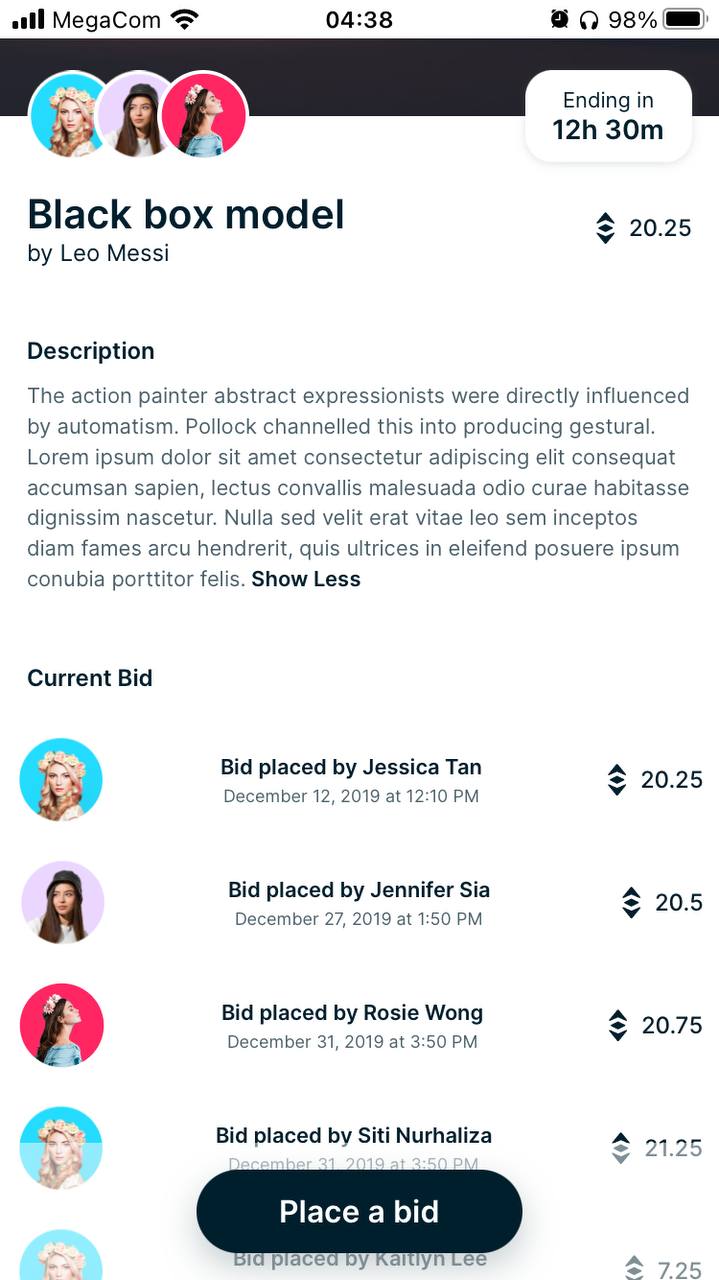 MegaCom 04:38 98%
Ending in
12h 30m
Black box model
20.25
by Leo Messi
Description
The action painter abstract expressionists were directly influenced
by automatism. Pollock channelled this into producing gestural.
Lorem ipsum dolor sit amet consectetur adipiscing elit consequat
accumsan sapien, lectus convallis malesuada odio curae habitasse
dignissim nascetur. Nulla sed velit erat vitae leo sem inceptos
diam fames arcu hendrerit, quis ultrices in eleifend posuere ipsum
conubia porttitor felis. Show Less
Current Bid
Bid placed by Jessica Tan
December 12, 2019 at 12:10 PM
20.25
Bid placed by Jennifer Sia
December 27, 2019 at 1:50 PM
20.5
Bid placed by Rosie Wong
December 31, 2019 at 3:50 PM
20.75
Bid placed by Siti Nurhaliza
December 31, 2019 at 3:50 PM
21.25
Place a bid
Bid placed by Kaitlyn Lee
7.25